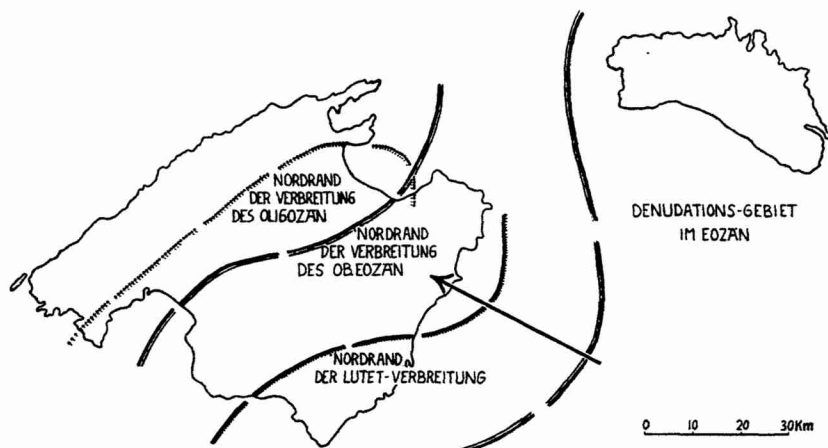 NORDRAND
DER VERBREITUNG
DES OLIGOZÄN
NORDRAND
DER VERBREITUNG
DES OBEOZÄN
NORDRAND
DER LUTET-VERBREITUNG
DENUDATIONS-GEBIET
IM EOZÄN
0 10 20 30Km